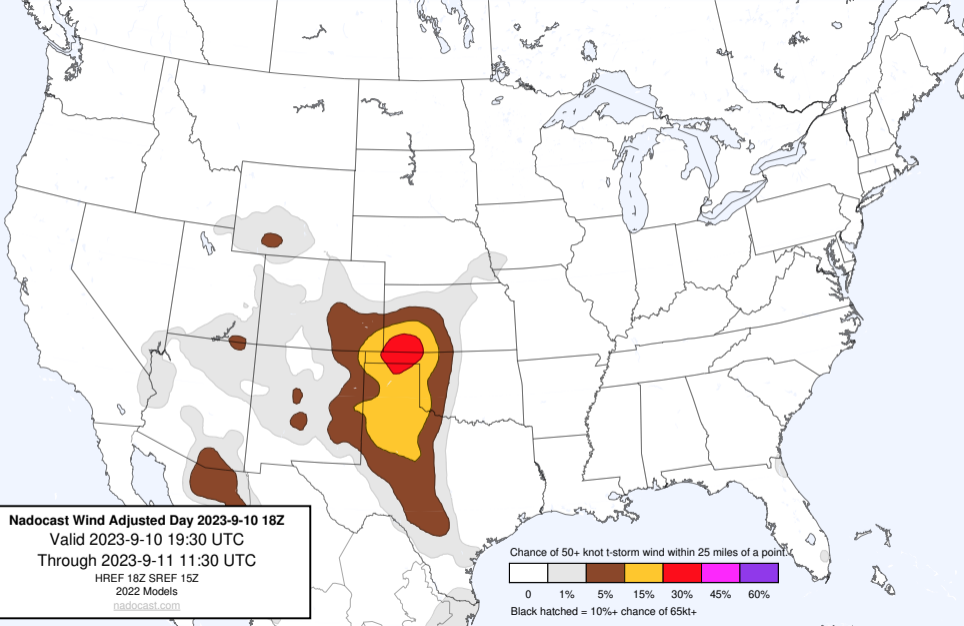 Nadocast Wind Adjusted Day 2023-9-10 18Z
Valid 2023-9-10 19:30 UTC
Through 2023-9-11 11:30 UTC
HREF 18Z SREF 15Z
2022 Models
nadocast.com
Chance of 50+ knot t-storm wind within 25 miles of a point.
0 1% 5% 15% 30% 45% 60%
Black hatched = 10%+ chance of 65kt+